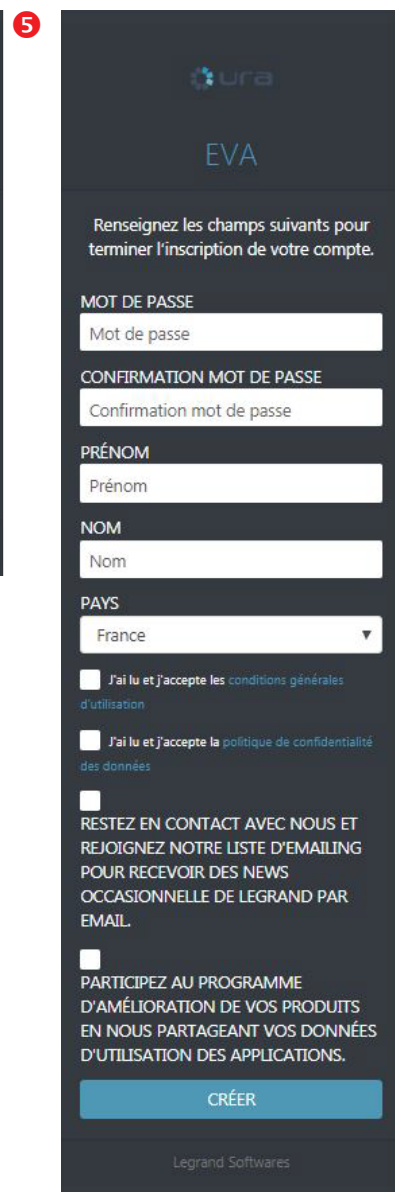 5
ura
EVA
Renseignez les champs suivants pour
terminer l'inscription de votre compte.
MOT DE PASSE
Mot de passe
CONFIRMATION MOT DE PASSE
Confirmation mot de passe
PRÉNOM
Prénom
NOM
Nom
PAYS
France
J'ai lu et j'accepte les conditions générales
d'utilisation
J'ai lu et j'accepte la politique de confidentialité
des données
RESTEZ EN CONTACT AVEC NOUS ET
REJOIGNEZ NOTRE LISTE D'EMAILING
POUR RECEVOIR DES NEWS
OCCASIONNELLE DE LEGRAND PAR
EMAIL.
PARTICIPEZ AU PROGRAMME
D'AMÉLIORATION DE VOS PRODUITS
EN NOUS PARTAGEANT VOS DONNÉES
D'UTILISATION DES APPLICATIONS.
CRÉER
Legrand Softwares